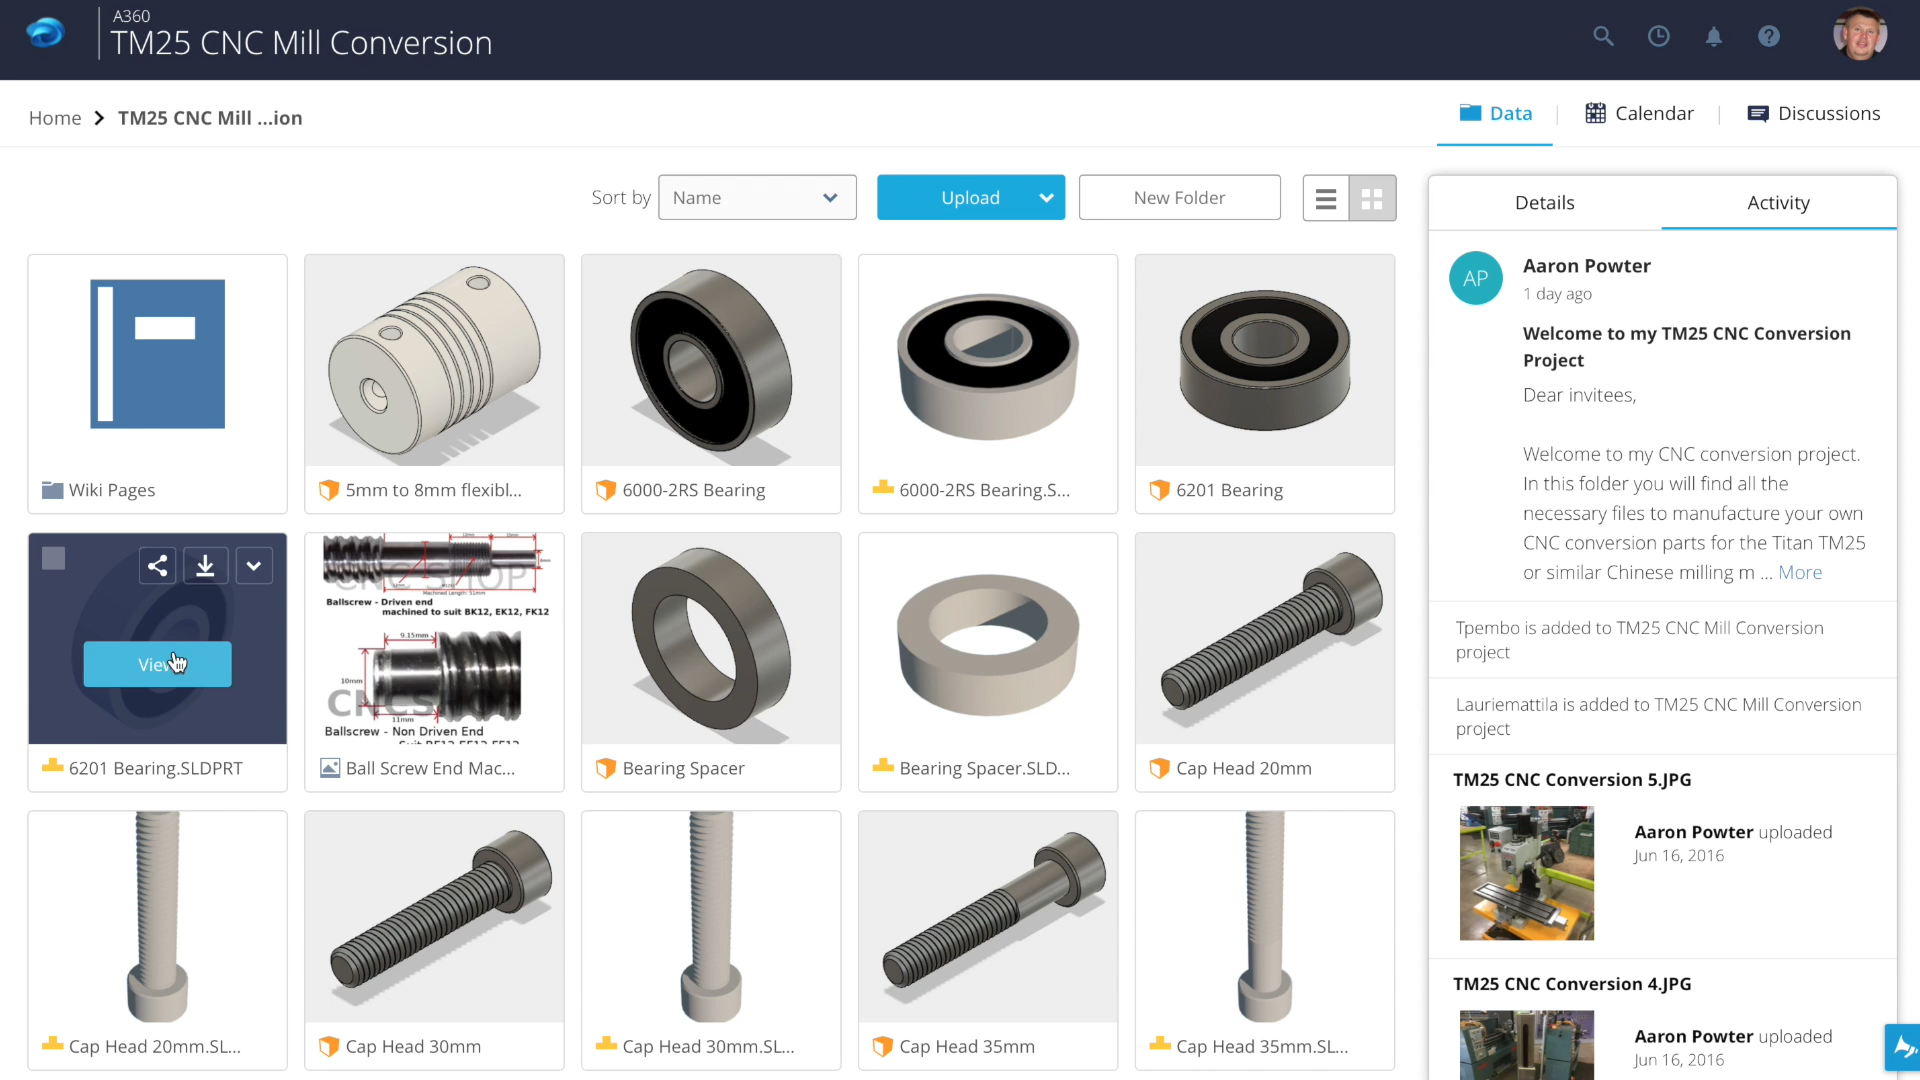 A360
TM25 CNC Mill Conversion
Home
TM25 CNC Mill ...ion
Data
Calendar
Discussions
Sort by
Name
Upload
New Folder
Details
Activity
AP
Aaron Powter
1 day ago
Welcome to my TM25 CNC Conversion
Project
Dear invitees,
Welcome to my CNC conversion project.
In this folder you will find all the
necessary files to manufacture your own
CNC conversion parts for the Titan TM25
or similar Chinese milling m ... More
Tpembo is added to TM25 CNC Mill Conversion
project
Lauriemattila is added to TM25 CNC Mill Conversion
project
TM25 CNC Conversion 5.JPG
Aaron Powter uploaded
Jun 16, 2016
TM25 CNC Conversion 4.JPG
Aaron Powter uploaded
Jun 16, 2016
Wiki Pages
5mm to 8mm flexibl...
6000-2RS Bearing
6000-2RS Bearing.S...
6201 Bearing
View
6201 Bearing.SLDPRT
Machined Length: 51mm
Ballscrew - Driven end
machined to suit BK12, EK12, FK12
9.15mm
10mm
11mm
Ballscrew - Non Driven End
Ball Screw End Mac...
Bearing Spacer
Bearing Spacer.SLD...
Cap Head 20mm
Cap Head 20mm.SL...
Cap Head 30mm
Cap Head 30mm.SL...
Cap Head 35mm
Cap Head 35mm.SL...